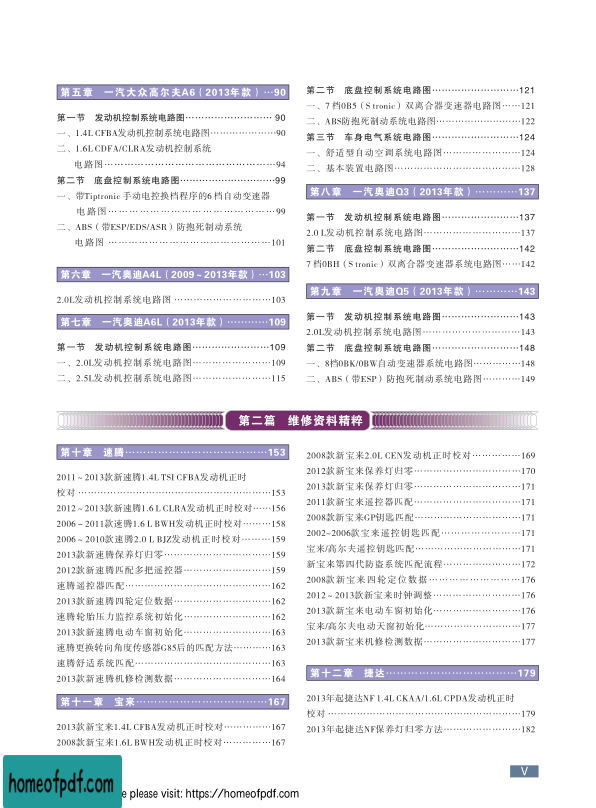 第五章 一汽大众高尔夫A6（2013年款）…90
第一节 发动机控制系统电路图………………………90
一、1.4L CFBA发动机控制系统电路图……………………90
二、1.6L CDFA/CLRA发动机控制系统
电路图………………………………………………94
第二节 底盘控制系统电路图…………………………99
一、带Tiptronic 手动电控换档程序的6 档自动变速器
电路图………………………………………………99
二、ABS（带ESP/EDS/ASR）防抱死制动系统
电路图………………………………………………101
第六章 一汽奥迪A4L（2009～2013年款）…103
2.0L发动机控制系统电路图…………………………103
第七章 一汽奥迪A6L（2013年款）…………109
第一节 发动机控制系统电路图………………………109
一、2.0L发动机控制系统电路图………………………109
二、2.5L发动机控制系统电路图………………………115
第二节 底盘控制系统电路图…………………………121
一、7 档0B5（S tronic）双离合器变速器电路图……121
二、ABS防抱死制动系统电路图………………………122
第三节 车身电气系统电路图…………………………124
一、舒适型自动空调系统电路图………………………124
二、基本装置电路图……………………………………128
第八章 一汽奥迪Q3（2013年款）…………137
第一节 发动机控制系统电路图………………………137
2.0 L发动机控制系统电路图…………………………137
第二节 底盘控制系统电路图…………………………142
7 档0BH（S tronic）双离合器变速器系统电路图……142
第九章 一汽奥迪Q5（2013年款）…………143
第一节 发动机控制系统电路图………………………143
2.0L发动机控制系统电路图…………………………143
第二节 底盘控制系统电路图…………………………148
一、8档0BK/0BW自动变速器系统电路图……………148
二、ABS（带ESP）防抱死制动系统电路图…………149
第二篇 维修资料精粹
第十章 速腾…………………………………153
2011～2013款新速腾1.4L TSI CFBA发动机正时
校对………………………………………………………153
2012～2013款新速腾1.6 L CLRA发动机正时校对……156
2006～2011款速腾1.6 L BWH发动机正时校对………158
2006～2010款速腾2.0 L BJZ发动机正时校对………159
2013款新速腾保养灯归零………………………………159
2012款新速腾匹配多把遥控器…………………………159
速腾遥控器匹配…………………………………………162
2013款新速腾四轮定位数据……………………………162
速腾轮胎压力监控系统初始化…………………………162
2013款新速腾电动车窗初始化…………………………163
速腾更换转向角度传感器G85后的匹配方法…………163
速腾舒适系统匹配………………………………………163
2013款新速腾机修检测数据……………………………164
第十一章 宝来………………………………167
2013款新宝来1.4L CFBA发动机正时校对……………167
2008款新宝来1.6L BWH发动机正时校对……………167
2008款新宝来2.0L CEN发动机正时校对……………169
2012款新宝来保养灯归零………………………………170
2013款新宝来保养灯归零………………………………171
2011款新宝来遥控器匹配………………………………171
2008款新宝来GP钥匙匹配……………………………171
2002~2006款宝来遥控钥匙匹配………………………171
宝来/高尔夫遥控钥匙匹配……………………………171
新宝来第四代防盗系统匹配流程………………………172
2008款新宝来四轮定位数据……………………………176
2012～2013款新宝来时钟调整…………………………176
2013款新宝来电动车窗初始化…………………………176
宝来/高尔夫电动天窗初始化…………………………177
2013款新宝来机修检测数据……………………………177
第十二章 捷达………………………………179
2013年起捷达NF 1.4L CKAA/1.6L CPDA发动机正时
校对………………………………………………………179
2013年起捷达NF保养灯归零方法……………………182
V
homeofpdf.com
e please visit: https://homeofpdf.com